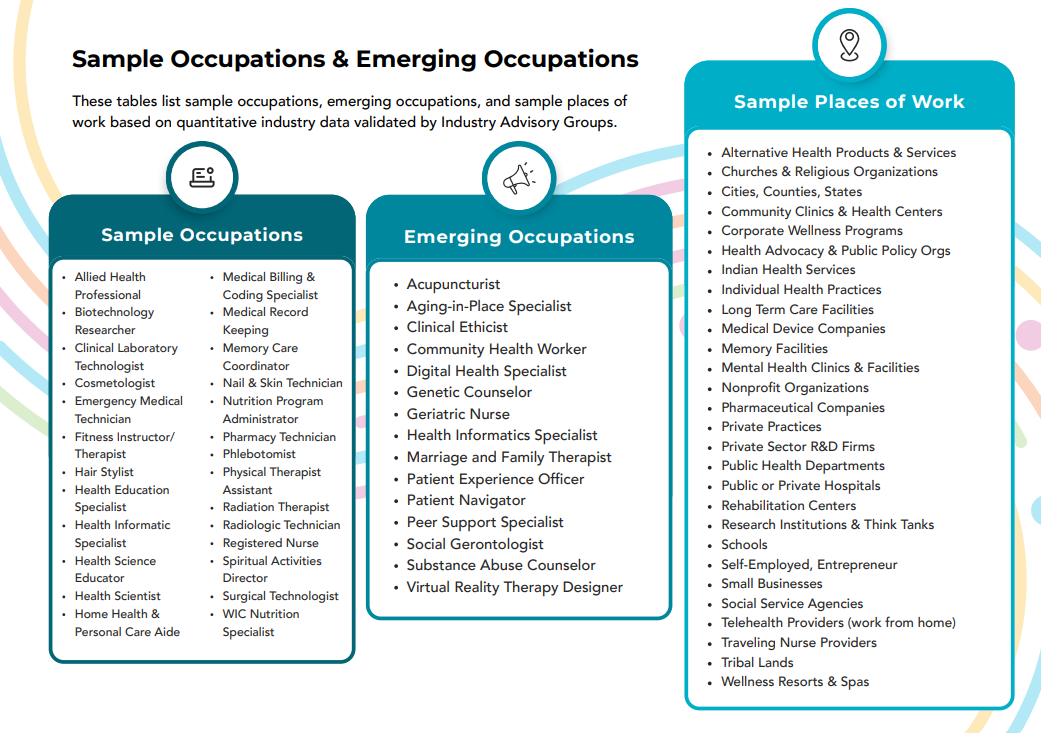 Sample Occupations & Emerging Occupations
These tables list sample occupations, emerging occupations, and sample places of
work based on quantitative industry data validated by Industry Advisory Groups.
Sample Occupations
• Allied Health
Professional
• Biotechnology
Researcher
• Clinical Laboratory
Technologist
• Cosmetologist
• Emergency Medical
Technician
• Fitness Instructor/
Therapist
• Hair Stylist
• Health Education
Specialist
• Health Informatic
Specialist
• Health Science
Educator
• Health Scientist
• Home Health &
Personal Care Aide
• Medical Billing &
Coding Specialist
• Medical Record
Keeping
• Memory Care
Coordinator
• Nail & Skin Technician
• Nutrition Program
Administrator
• Pharmacy Technician
• Phlebotomist
• Physical Therapist
Assistant
• Radiation Therapist
• Radiologic Technician
• Registered Nurse
• Spiritual Activities
Director
• Surgical Technologist
• WIC Nutrition
Specialist
Emerging Occupations
• Acupuncturist
• Aging-in-Place Specialist
• Clinical Ethicist
• Community Health Worker
• Digital Health Specialist
• Genetic Counselor
• Geriatric Nurse
• Health Informatics Specialist
• Marriage and Family Therapist
• Patient Experience Officer
• Patient Navigator
• Peer Support Specialist
• Social Gerontologist
• Substance Abuse Counselor
• Virtual Reality Therapy Designer
Sample Places of Work
• Alternative Health Products & Services
• Churches & Religious Organizations
• Cities, Counties, States
• Community Clinics & Health Centers
• Corporate Wellness Programs
• Health Advocacy & Public Policy Orgs
• Indian Health Services
• Individual Health Practices
• Long Term Care Facilities
• Medical Device Companies
• Memory Facilities
• Mental Health Clinics & Facilities
• Nonprofit Organizations
• Pharmaceutical Companies
• Private Practices
• Private Sector R&D Firms
• Public Health Departments
• Public or Private Hospitals
• Rehabilitation Centers
• Research Institutions & Think Tanks
• Schools
• Self-Employed, Entrepreneur
• Small Businesses
• Social Service Agencies
• Telehealth Providers (work from home)
• Traveling Nurse Providers
• Tribal Lands
• Wellness Resorts & Spas